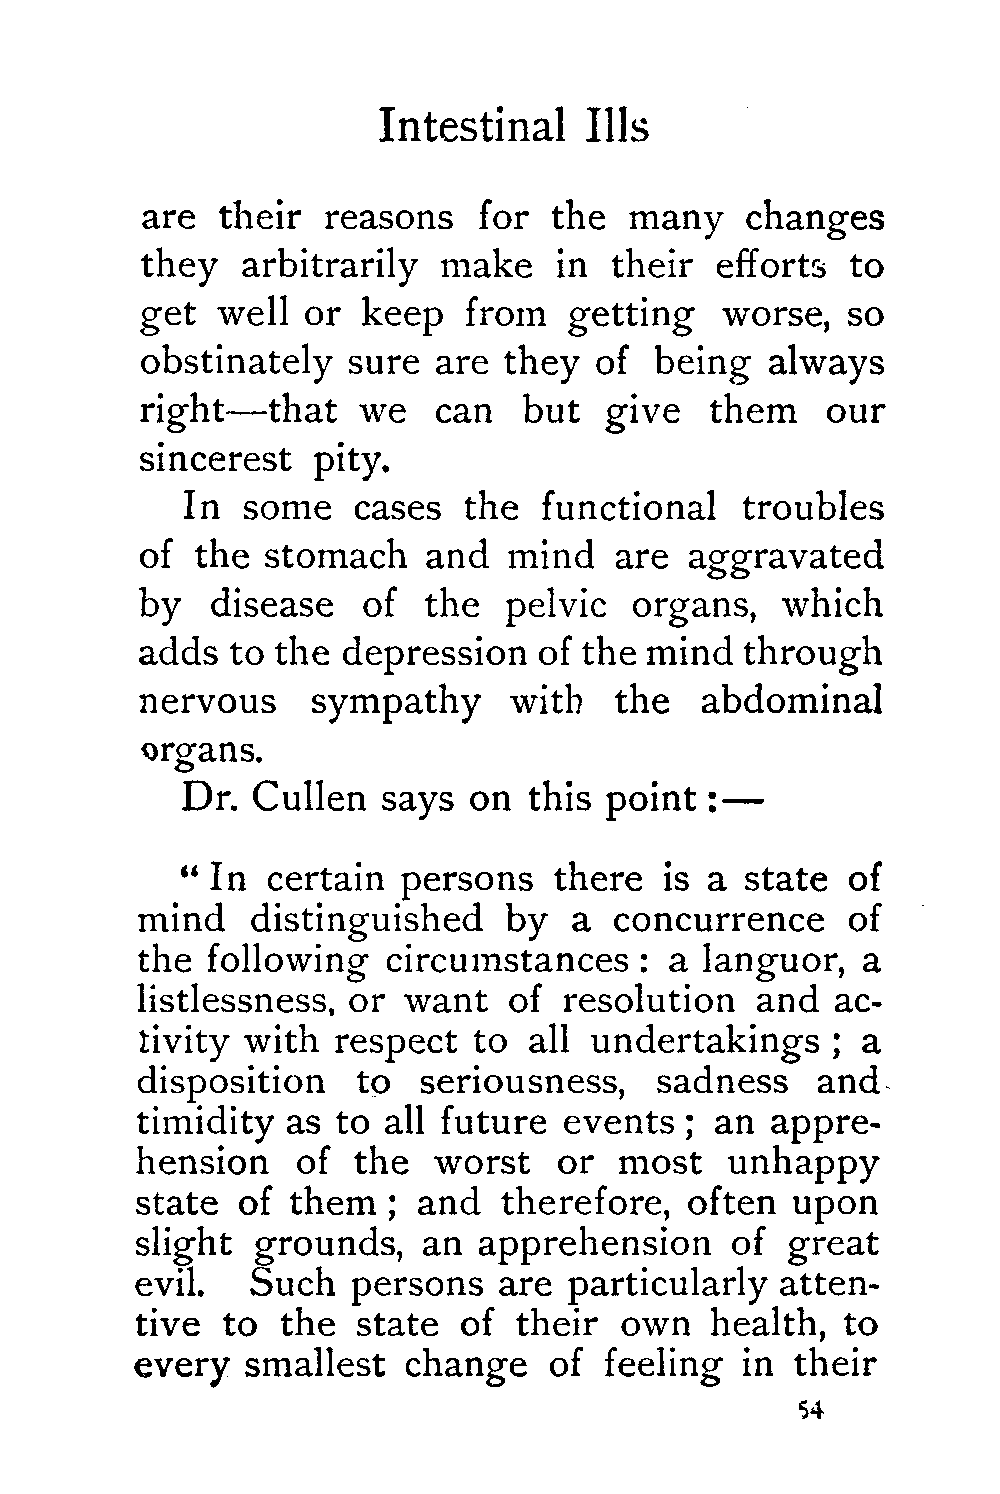 Intestinal Ills
are their reasons for the many changes
they arbitrarily make in their efforts to
get well or keep from getting worse, so
obstinately sure are they of being always
right—that we can but give them our
sincerest pity.
In some cases the functional troubles
of the stomach and mind are aggravated
by disease of the pelvic organs, which
adds to the depression of the mind through
nervous sympathy with the abdominal
organs.
Dr. Cullen says on this point :—
“ In certain persons there is a state of
mind distinguished by a concurrence of
the following circumstances : a languor, a
listlessness, or want of resolution and ac-
tivity with respect to all undertakings ; a
disposition to seriousness, sadness and
timidity as to all future events ; an appre-
hension of the worst or most unhappy
state of them ; and therefore, often upon
slight grounds, an apprehension of great
evil. Such persons are particularly atten-
tive to the state of their own health, to
every smallest change of feeling in their
54